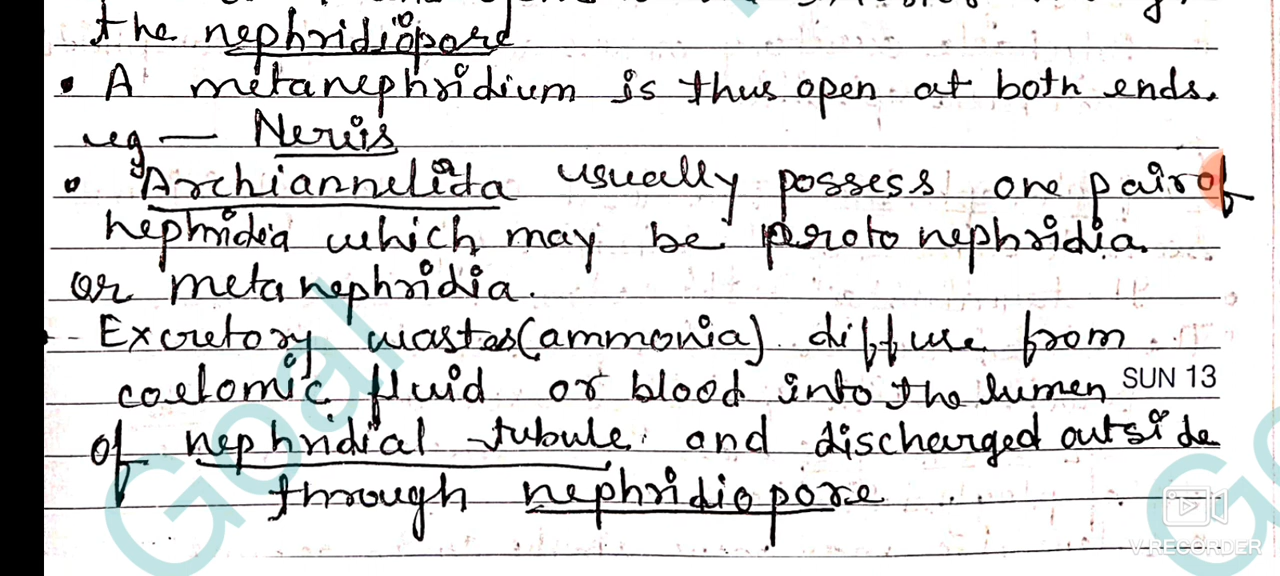 the nephridiopore
• A metanephridium is thus open at both ends.
eg — Nereis
• Archiannelida usually possess one pair of
nephridia which may be protonephridia
or metanephridia.
- Excretory wastes (ammonia) diffuse from
coelomic fluid or blood into the lumen
SUN 13
of nephridial tubule and discharged outside
through nephridiopore
Goal
G
V RECORDER